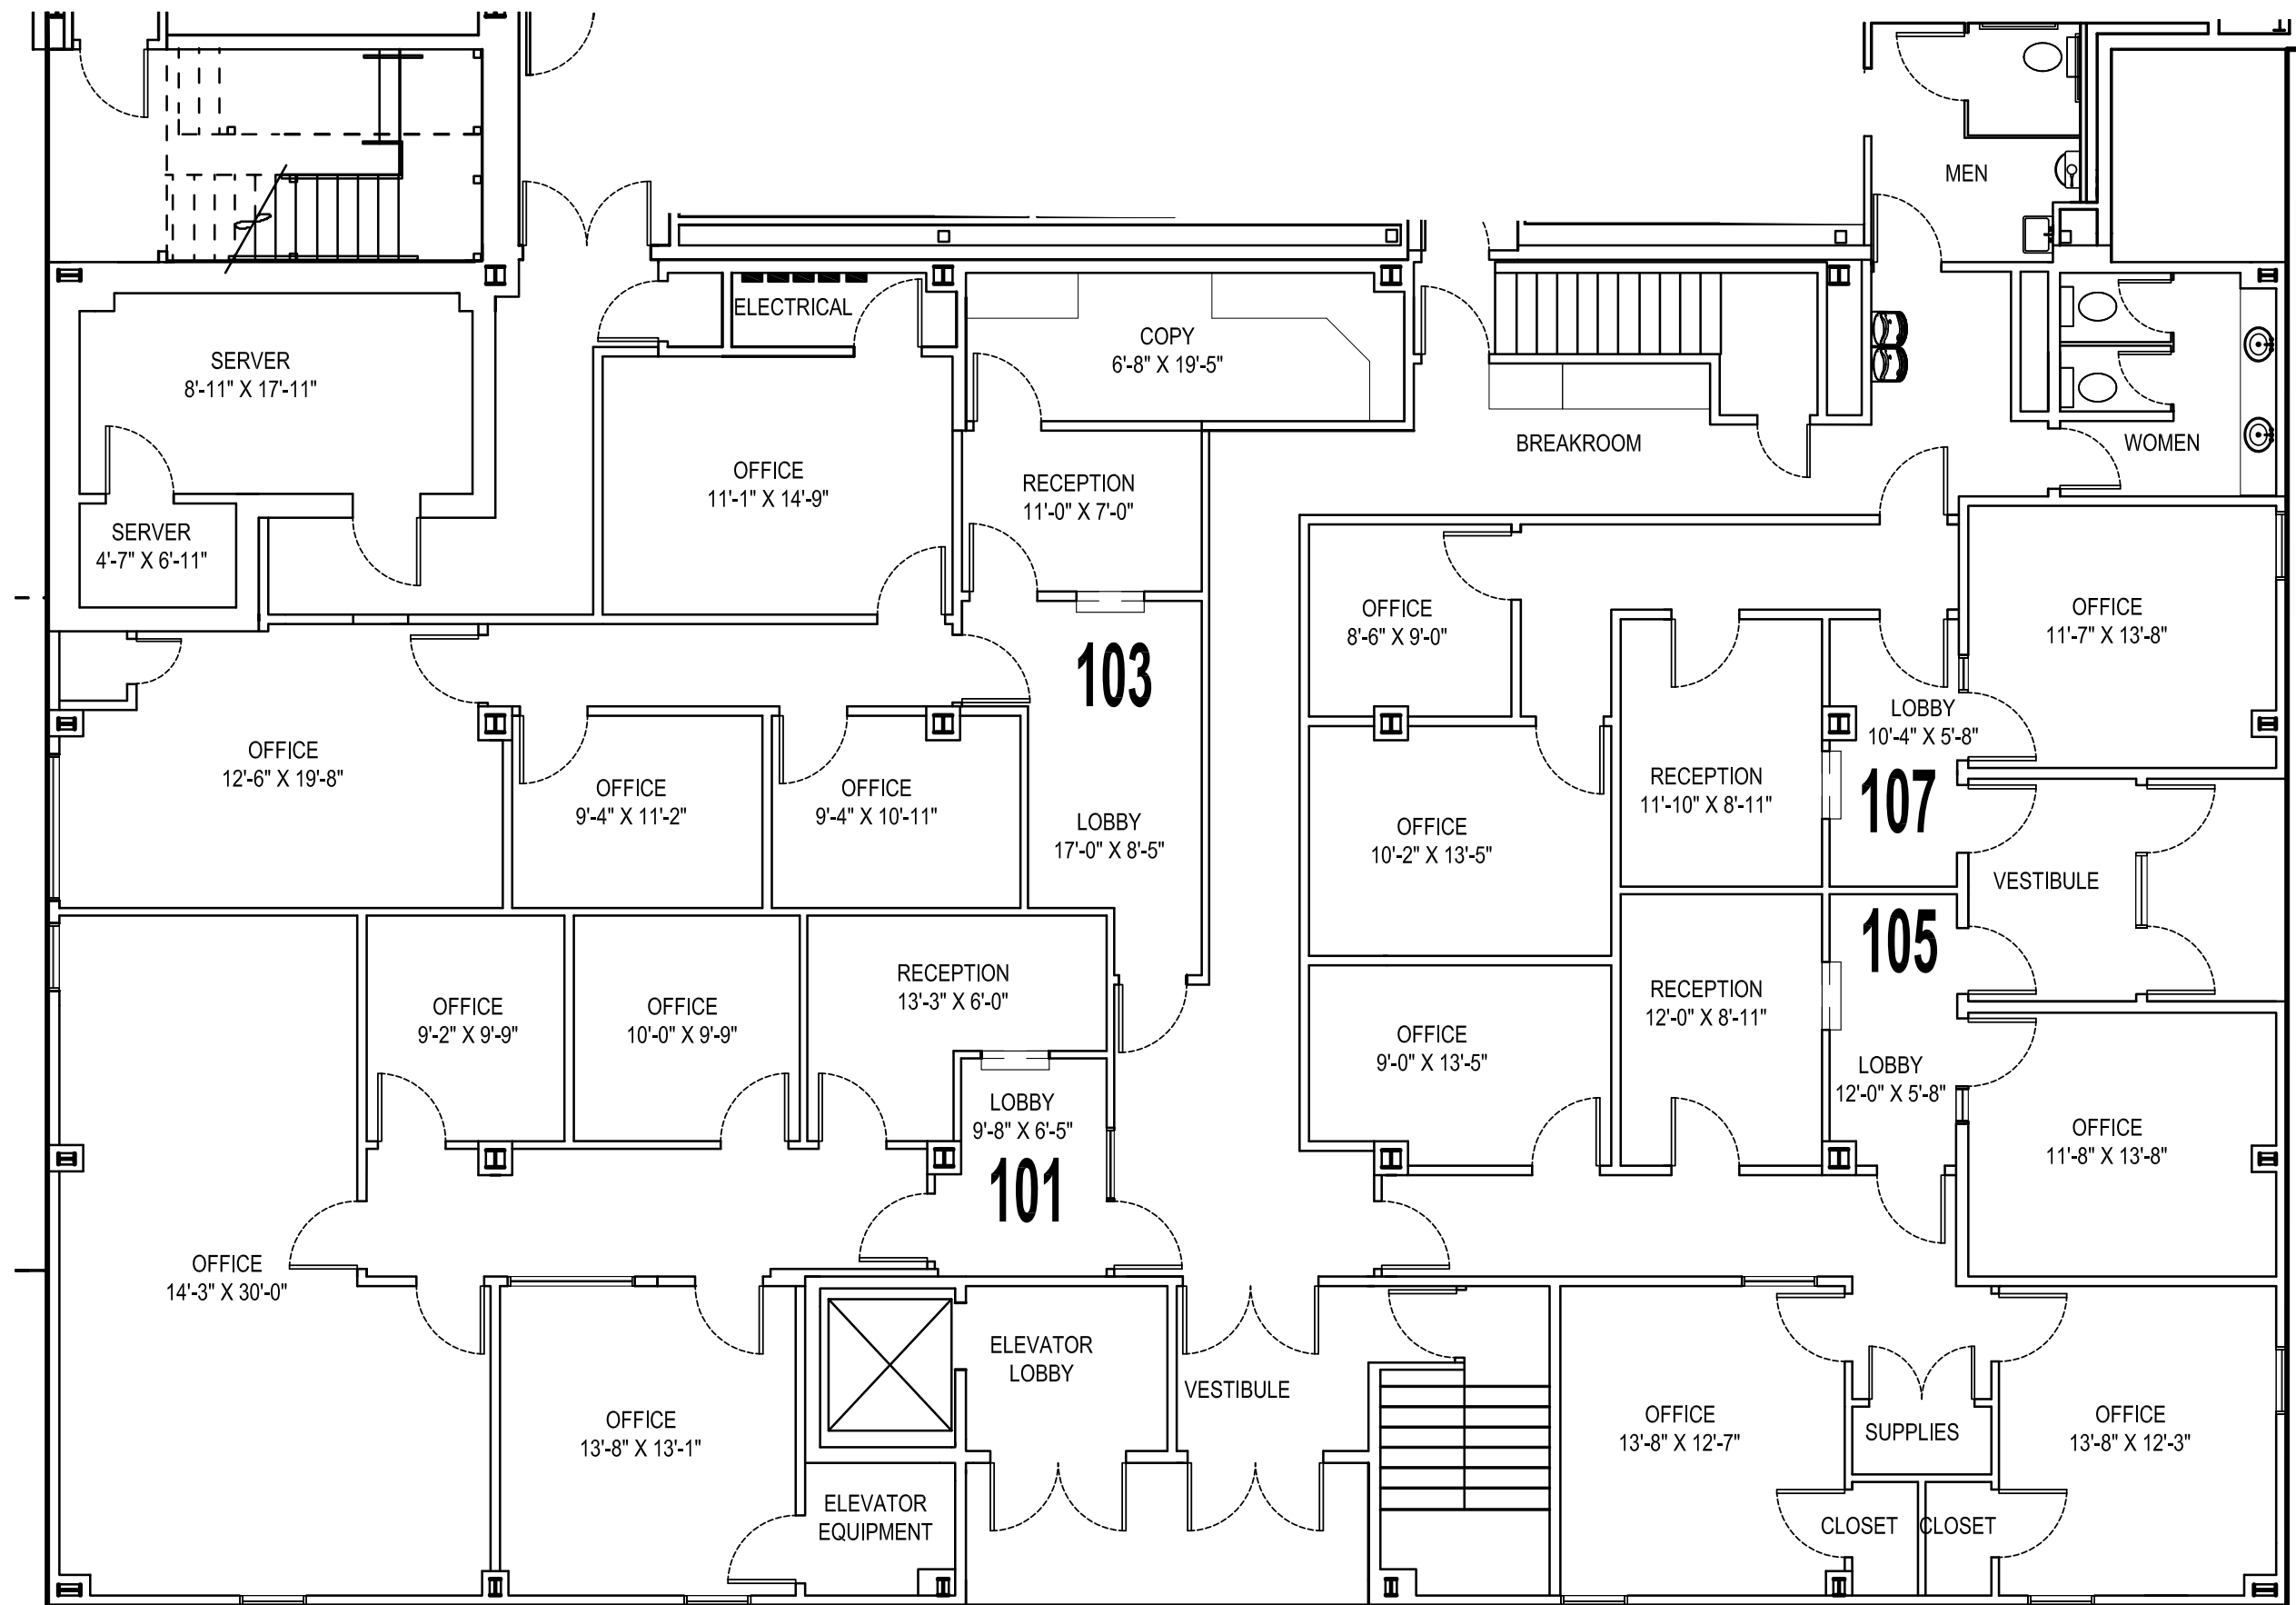 MEN
ELECTRICAL
COPY
6'-8" X 19'-5"
SERVER
8'-11" X 17'-11"
BREAKROOM
WOMEN
OFFICE
11'-1" X 14'-9"
RECEPTION
11'-0" X 7'-0"
SERVER
4'-7" X 6'-11"
OFFICE
8'-6" X 9'-0"
OFFICE
11'-7" X 13'-8"
103
LOBBY
10'-4" X 5'-8"
107
OFFICE
12'-6" X 19'-8"
OFFICE
9'-4" X 11'-2"
OFFICE
9'-4" X 10'-11"
LOBBY
17'-0" X 8'-5"
OFFICE
10'-2" X 13'-5"
RECEPTION
11'-10" X 8'-11"
VESTIBULE
105
RECEPTION
13'-3" X 6'-0"
OFFICE
9'-2" X 9'-9"
OFFICE
10'-0" X 9'-9"
RECEPTION
12'-0" X 8'-11"
OFFICE
9'-0" X 13'-5"
LOBBY
12'-0" X 5'-8"
LOBBY
9'-8" X 6'-5"
101
OFFICE
11'-8" X 13'-8"
OFFICE
14'-3" X 30'-0"
ELEVATOR
LOBBY
VESTIBULE
OFFICE
13'-8" X 13'-1"
OFFICE
13'-8" X 12'-7"
SUPPLIES
OFFICE
13'-8" X 12'-3"
ELEVATOR
EQUIPMENT
CLOSET
CLOSET